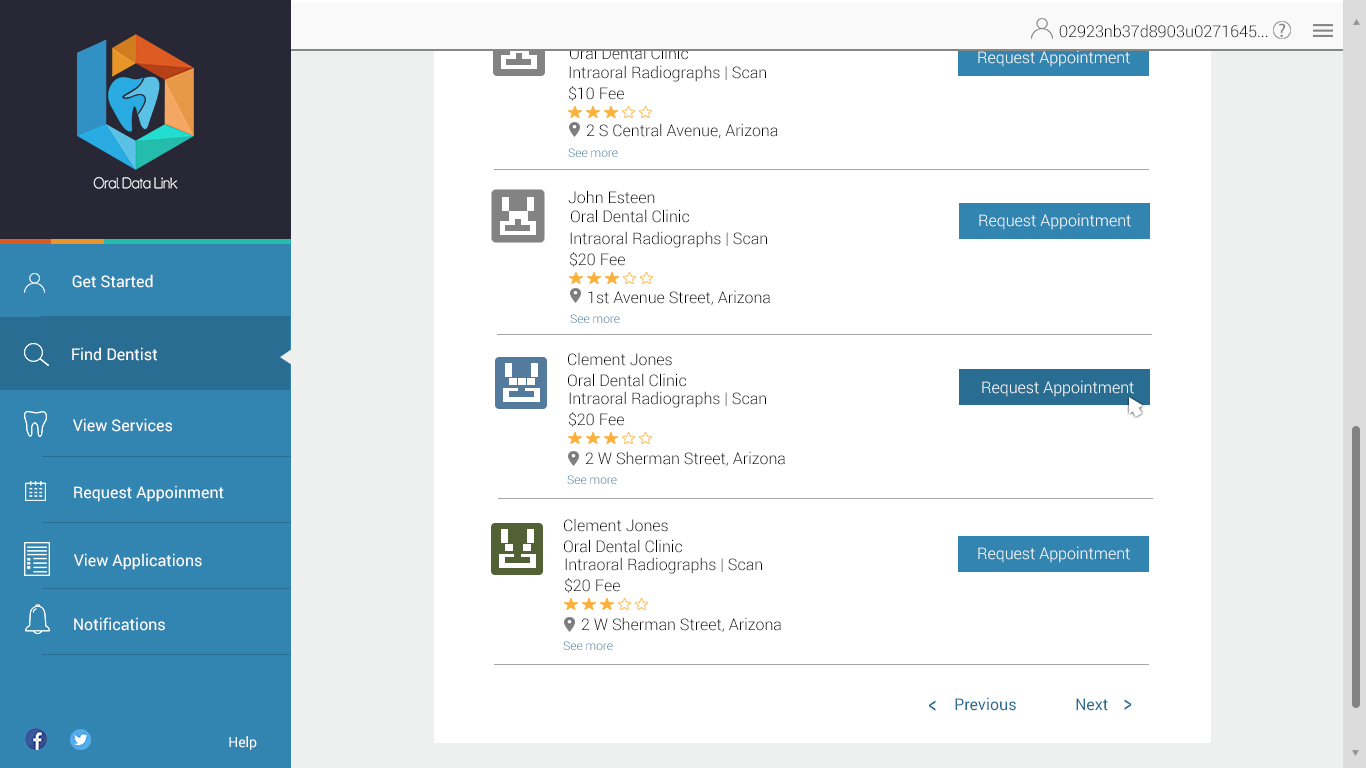 02923nb37d8903u0271645... ?
Oral Data Link
Get Started
Find Dentist
View Services
Request Appoinment
View Applications
Notifications
Help
Oral Dental Clinic
Intraoral Radiographs | Scan
$10 Fee
2 S Central Avenue, Arizona
See more
Request Appointment
John Esteen
Oral Dental Clinic
Intraoral Radiographs | Scan
$20 Fee
1st Avenue Street, Arizona
See more
Request Appointment
Clement Jones
Oral Dental Clinic
Intraoral Radiographs | Scan
$20 Fee
2 W Sherman Street, Arizona
See more
Request Appointment
Clement Jones
Oral Dental Clinic
Intraoral Radiographs | Scan
$20 Fee
2 W Sherman Street, Arizona
See more
Request Appointment
< Previous
Next >